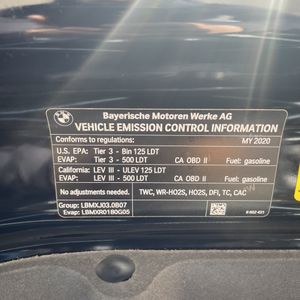 BMW
Bayerische Motoren Werke AG
VEHICLE EMISSION CONTROL INFORMATION
Conforms to regulations: MY 2020
U.S. EPA: Tier 3 - Bin 125 LDT
EVAP: Tier 3 - 500 LDT CA OBD II Fuel: gasoline
California: LEV III - ULEV 125 LDT
EVAP: LEV III - 500 LDT CA OBD II Fuel: gasoline
No adjustments needed. TWC, WR-HO2S, HO2S, DFI, TC, CAC
Group: LBMXJ03.0B07
Evap: LBMXR01B0G05